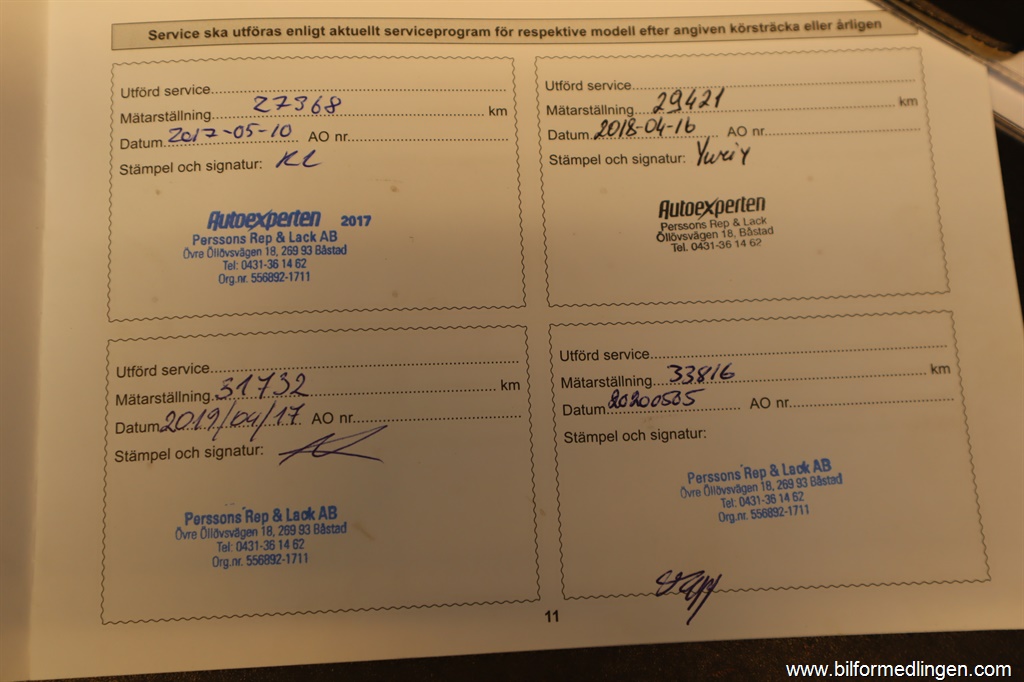 Service ska utföras enligt aktuellt serviceprogram för respektive modell efter angiven körsträcka eller årligen
Utförd service
Mätarställning 27368 km
Datum 2017-05-10 AO nr.
Stämpel och signatur: KL
Autoexperten 2017
Perssons Rep & Lack AB
Övre Öllövsvägen 18, 269 93 Båstad
Tel: 0431-36 14 62
Org.nr. 556892-1711
Utförd service
Mätarställning 29421 km
Datum 2018-04-16 AO nr.
Stämpel och signatur: Yuriy
Autoexperten
Perssons Rep & Lack
Öllövsvägen 18, Båstad
Tel. 0431-36 14 62
Utförd service
Mätarställning 31732 km
Datum 2019/04/17 AO nr.
Stämpel och signatur:
Perssons Rep & Lack AB
Övre Öllövsvägen 18, 269 93 Båstad
Tel: 0431-36 14 62
Org.nr. 556892-1711
Utförd service
Mätarställning 33816 km
Datum AO nr.
Stämpel och signatur:
Perssons Rep & Lack AB
Övre Öllövsvägen 18, 269 93 Båstad
Tel: 0431-36 14 62
Org.nr. 556892-1711
11
www.bilformedlingen.com